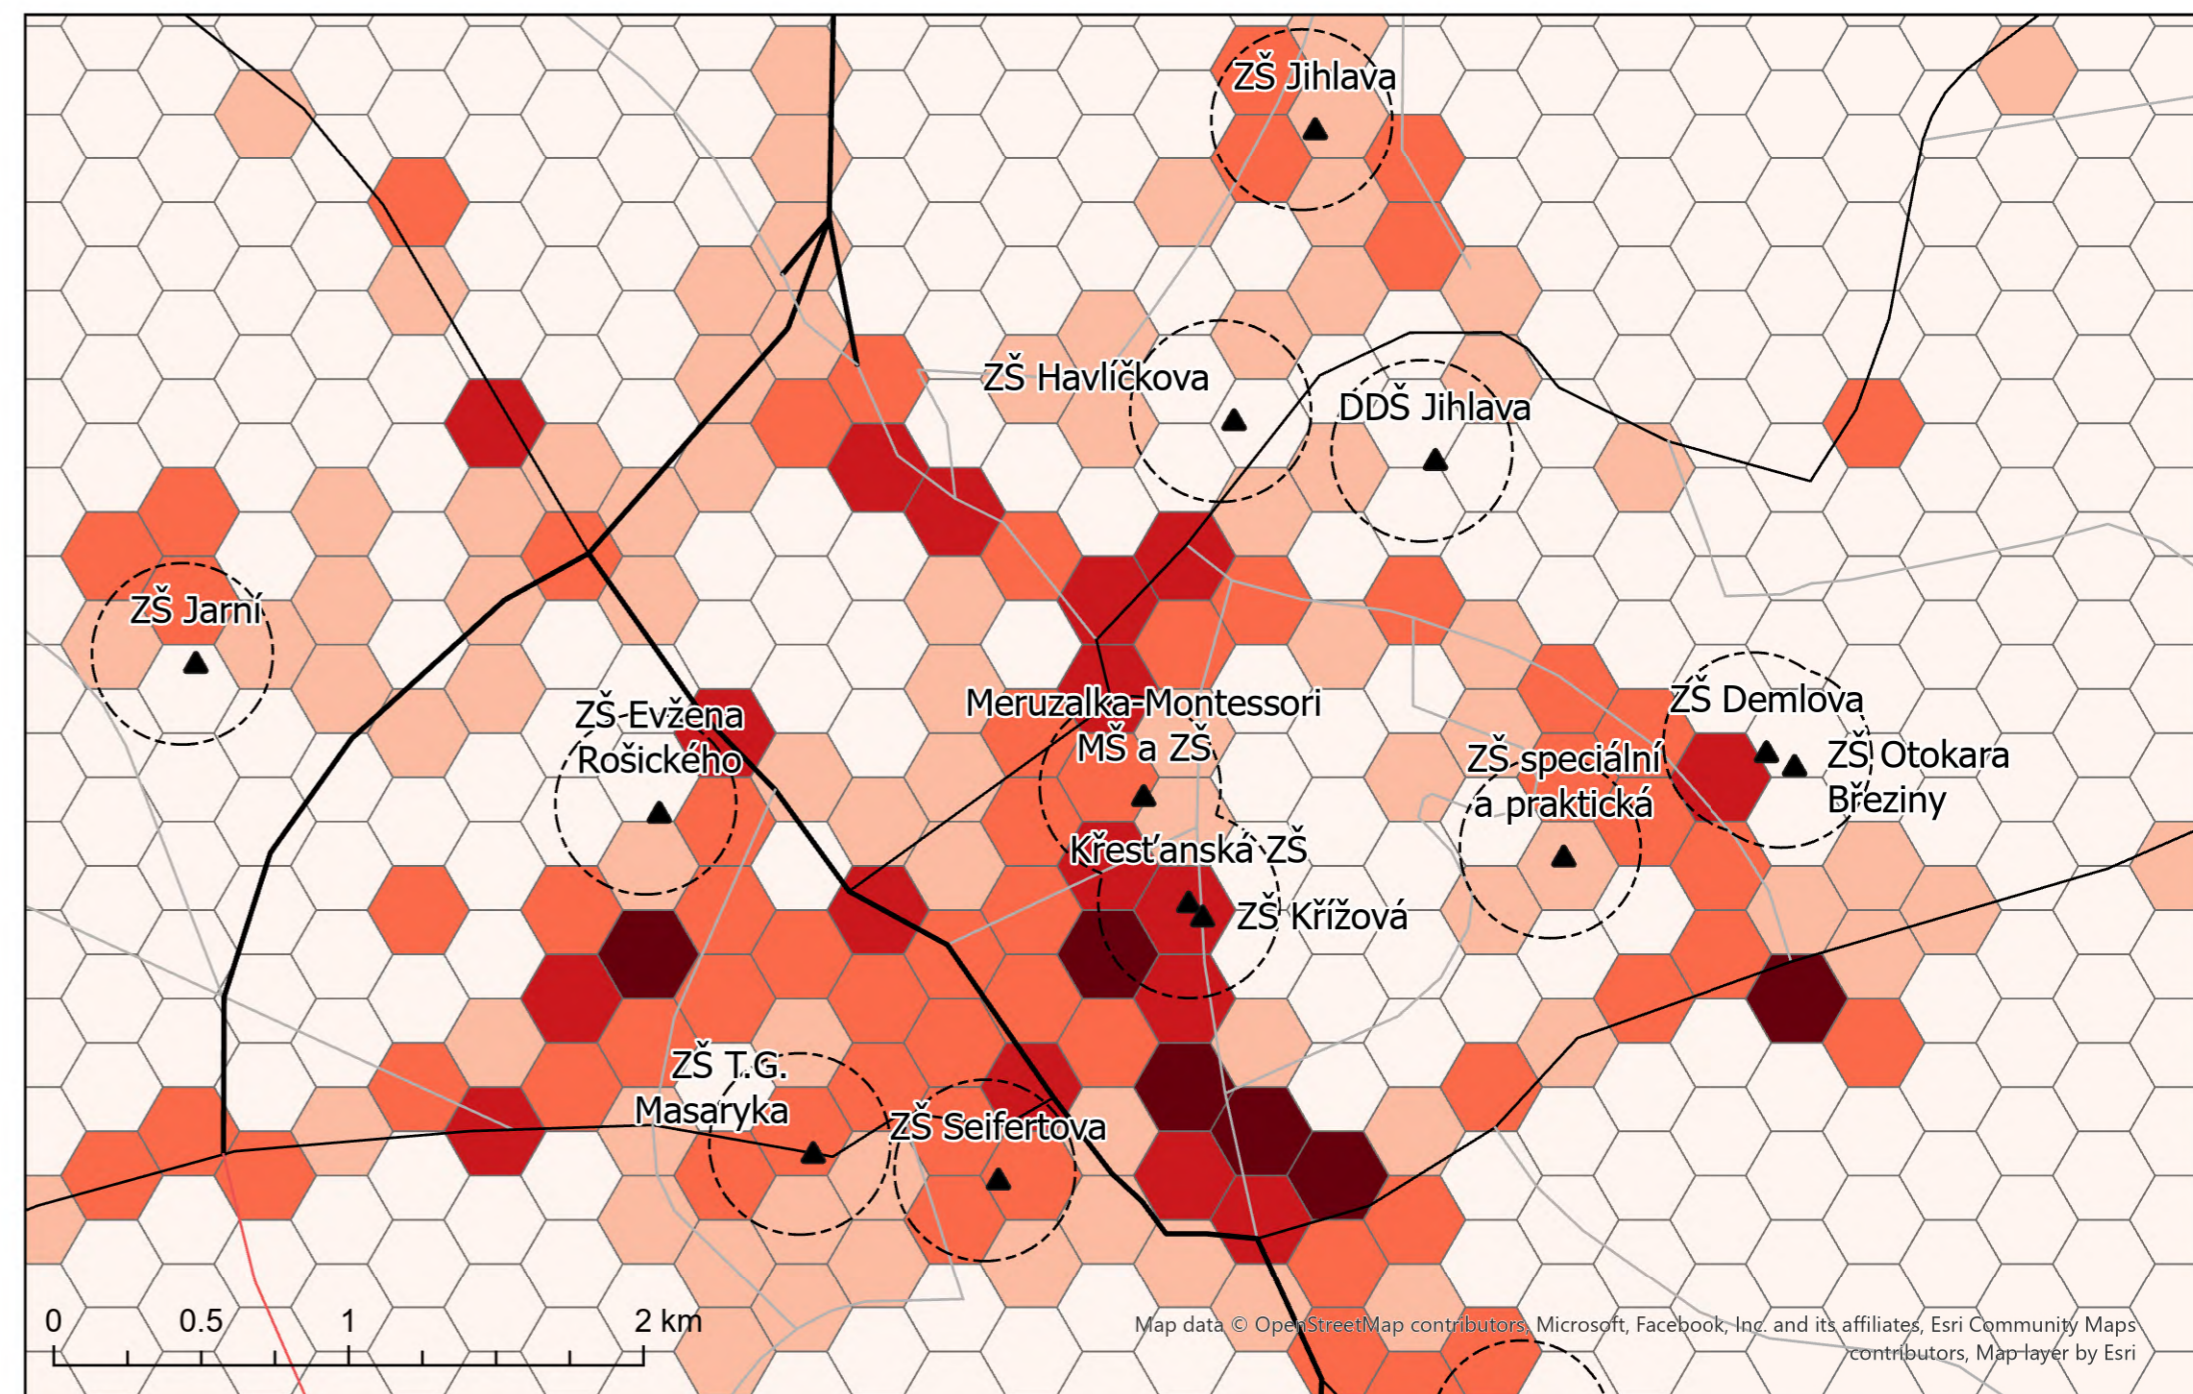 ZŠ Jihlava
ZŠ Havlíčkova
DDŠ Jihlava
ZŠ Jarní
ZŠ Evžena
Rošického
Meruzalka-Montessori
MŠ a ZŠ
ZŠ Demlova
ZŠ speciální
a praktická
ZŠ Otokara
Březiny
Křesťanská ZŠ
ZŠ Křížová
ZŠ T.G.
Masaryka
ZŠ Seifertova
0 0.5 1 2 km
Map data © OpenStreetMap contributors, Microsoft, Facebook, Inc. and its affiliates, Esri Community Maps
contributors, Map layer by Esri